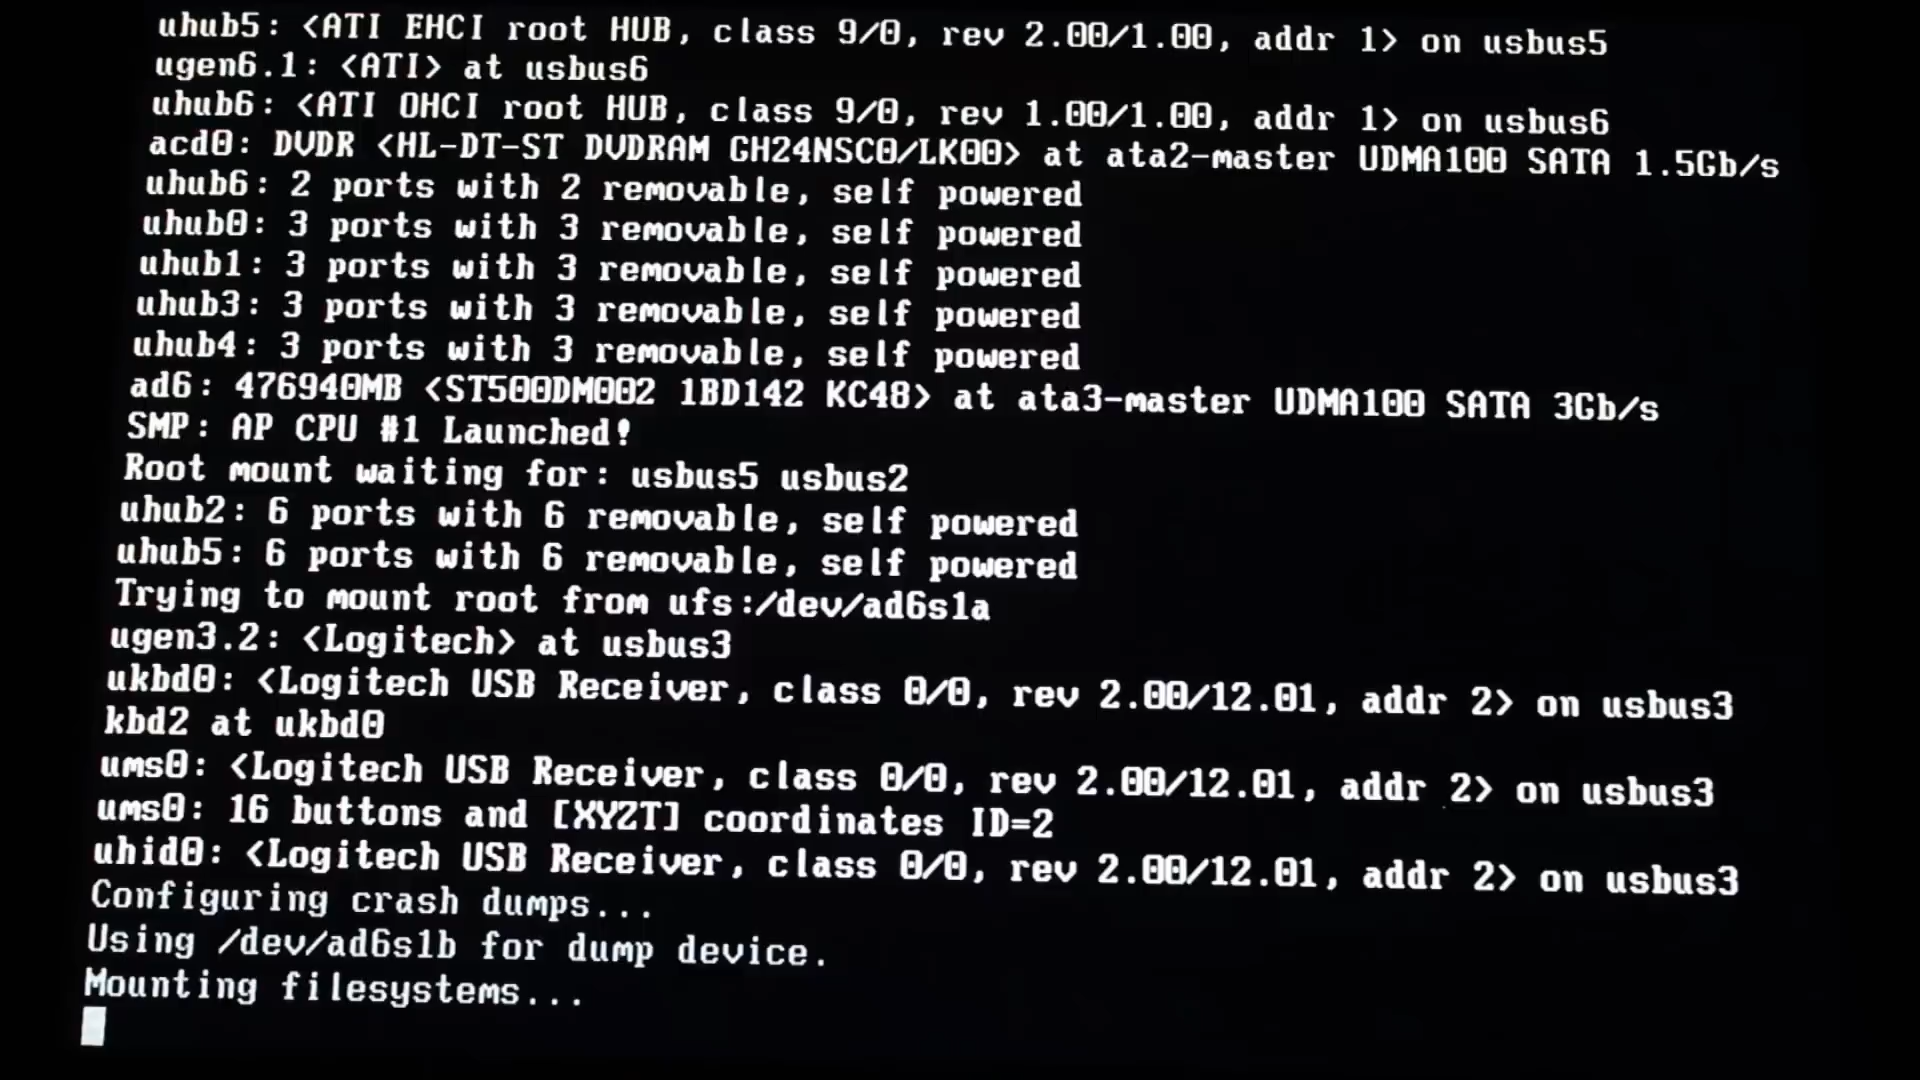 uhub5: <ATI EHCI root HUB, class 9/0, rev 2.00/1.00, addr 1> on usbus5
ugen6.1: <ATI> at usbus6
uhub6: <ATI OHCI root HUB, class 9/0, rev 1.00/1.00, addr 1> on usbus6
acd0: DVDR <HL-DT-ST DVDRAM GH24NSC0/LK00> at ata2-master UDMA100 SATA 1.5Gb/s
uhub6: 2 ports with 2 removable, self powered
uhub0: 3 ports with 3 removable, self powered
uhub1: 3 ports with 3 removable, self powered
uhub3: 3 ports with 3 removable, self powered
uhub4: 3 ports with 3 removable, self powered
ad6: 476940MB <ST500DM002 1BD142 KC48> at ata3-master UDMA100 SATA 3Gb/s
SMP: AP CPU #1 Launched!
Root mount waiting for: usbus5 usbus2
uhub2: 6 ports with 6 removable, self powered
uhub5: 6 ports with 6 removable, self powered
Trying to mount root from ufs:/dev/ad6s1a
ugen3.2: <Logitech> at usbus3
ukbd0: <Logitech USB Receiver, class 0/0, rev 2.00/12.01, addr 2> on usbus3
kbd2 at ukbd0
ums0: <Logitech USB Receiver, class 0/0, rev 2.00/12.01, addr 2> on usbus3
ums0: 16 buttons and [XYZT] coordinates ID=2
uhid0: <Logitech USB Receiver, class 0/0, rev 2.00/12.01, addr 2> on usbus3
Configuring crash dumps...
Using /dev/ad6s1b for dump device.
Mounting filesystems...